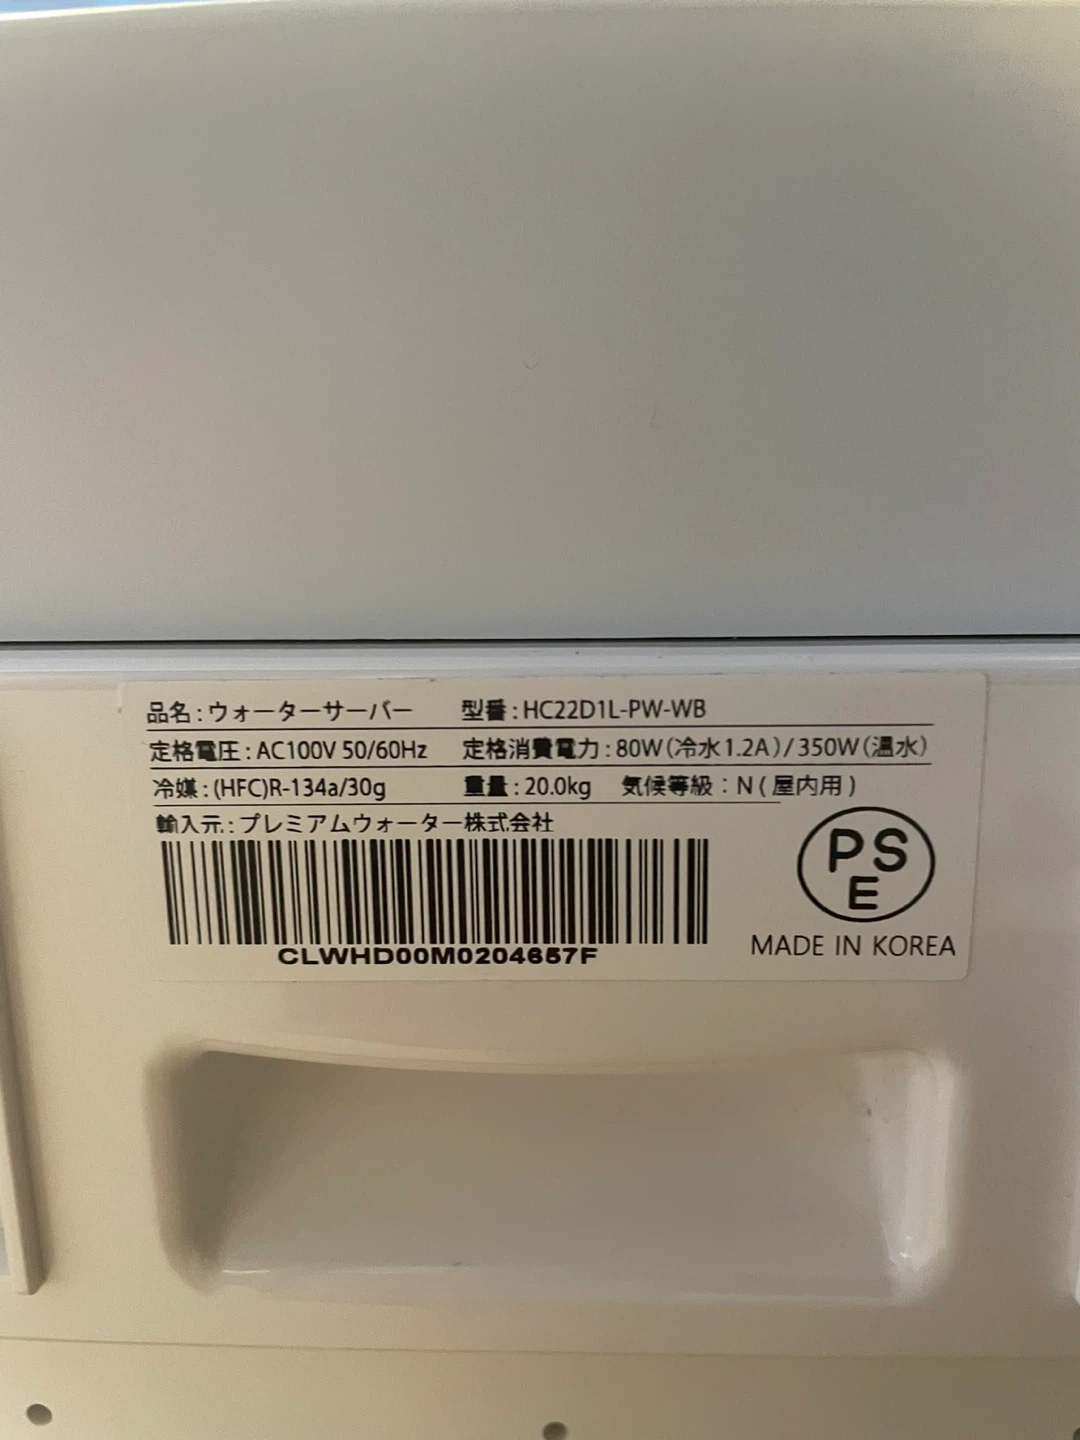 品名：ウォーターサーバー 型番：HC22D1L-PW-WB
定格電圧：AC100V 50/60Hz 定格消費電力：80W（冷水1.2A）/350W（温水）
冷媒：(HFC)R-134a/30g 重量：20.0kg 気候等級：N（屋内用）
輸入元：プレミアムウォーター株式会社
CLWHD00M0204657F
PS
E
MADE IN KOREA